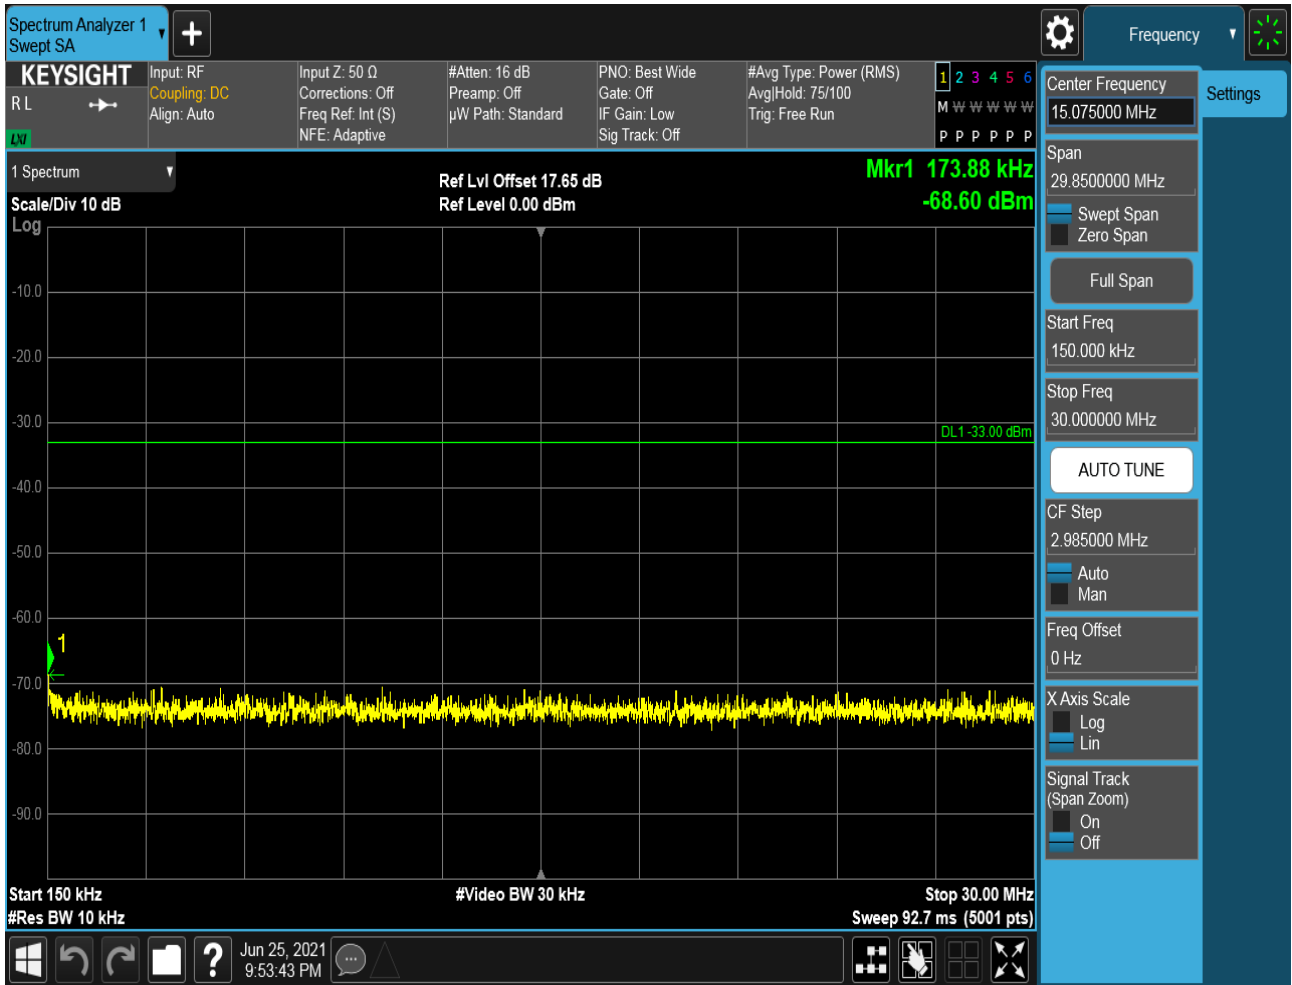 Spectrum Analyzer 1
Swept SA
Frequency
KEYSIGHT
R L
LXI
Input: RF
Coupling: DC
Align: Auto
Input Z: 50 Ω
Corrections: Off
Freq Ref: Int (S)
NFE: Adaptive
#Atten: 16 dB
Preamp: Off
µW Path: Standard
PNO: Best Wide
Gate: Off
IF Gain: Low
Sig Track: Off
#Avg Type: Power (RMS)
Avg|Hold: 75/100
Trig: Free Run
1 2 3 4 5 6
M W W W W W
P P P P P P
1 Spectrum
Scale/Div 10 dB
Log
Ref Lvl Offset 17.65 dB
Ref Level 0.00 dBm
Mkr1 173.88 kHz
-68.60 dBm
-10.0
-20.0
-30.0
DL1 -33.00 dBm
-40.0
-50.0
-60.0
1
-70.0
-80.0
-90.0
Start 150 kHz
#Video BW 30 kHz
Stop 30.00 MHz
#Res BW 10 kHz
Sweep 92.7 ms (5001 pts)
Jun 25, 2021
9:53:43 PM
Center Frequency
15.075000 MHz
Settings
Span
29.8500000 MHz
Swept Span
Zero Span
Full Span
Start Freq
150.000 kHz
Stop Freq
30.000000 MHz
AUTO TUNE
CF Step
2.985000 MHz
Auto
Man
Freq Offset
0 Hz
X Axis Scale
Log
Lin
Signal Track
(Span Zoom)
On
Off